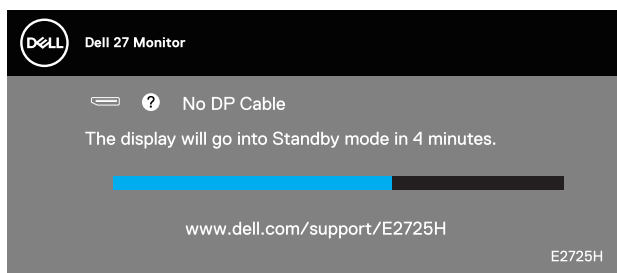 DELL
Dell 27 Monitor
? No DP Cable
The display will go into Standby mode in 4 minutes.
www.dell.com/support/E2725H
E2725H